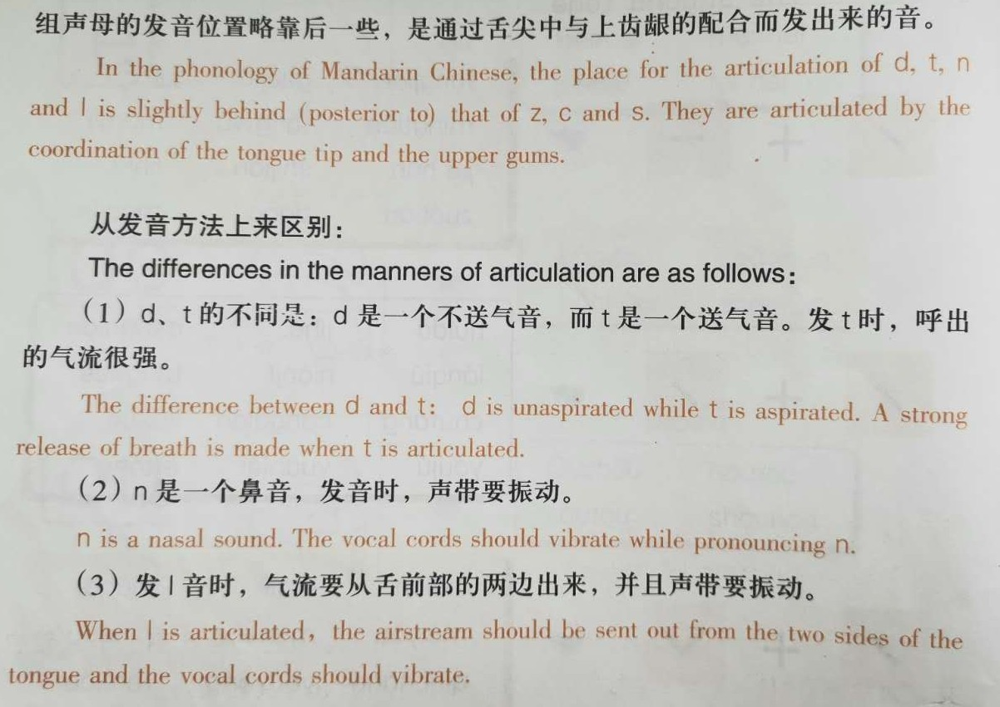 组声母的发音位置略靠后一些，是通过舌尖中与上齿龈的配合而发出来的音。
In the phonology of Mandarin Chinese, the place for the articulation of d, t, n
and l is slightly behind (posterior to) that of z, c and s. They are articulated by the
coordination of the tongue tip and the upper gums.
从发音方法上来区别：
The differences in the manners of articulation are as follows：
（1）d、t 的不同是：d 是一个不送气音，而 t 是一个送气音。发 t 时，呼出
的气流很强。
The difference between d and t： d is unaspirated while t is aspirated. A strong
release of breath is made when t is articulated.
（2）n 是一个鼻音，发音时，声带要振动。
n is a nasal sound. The vocal cords should vibrate while pronouncing n.
（3）发 l 音时，气流要从舌前部的两边出来，并且声带要振动。
When l is articulated，the airstream should be sent out from the two sides of the
tongue and the vocal cords should vibrate.